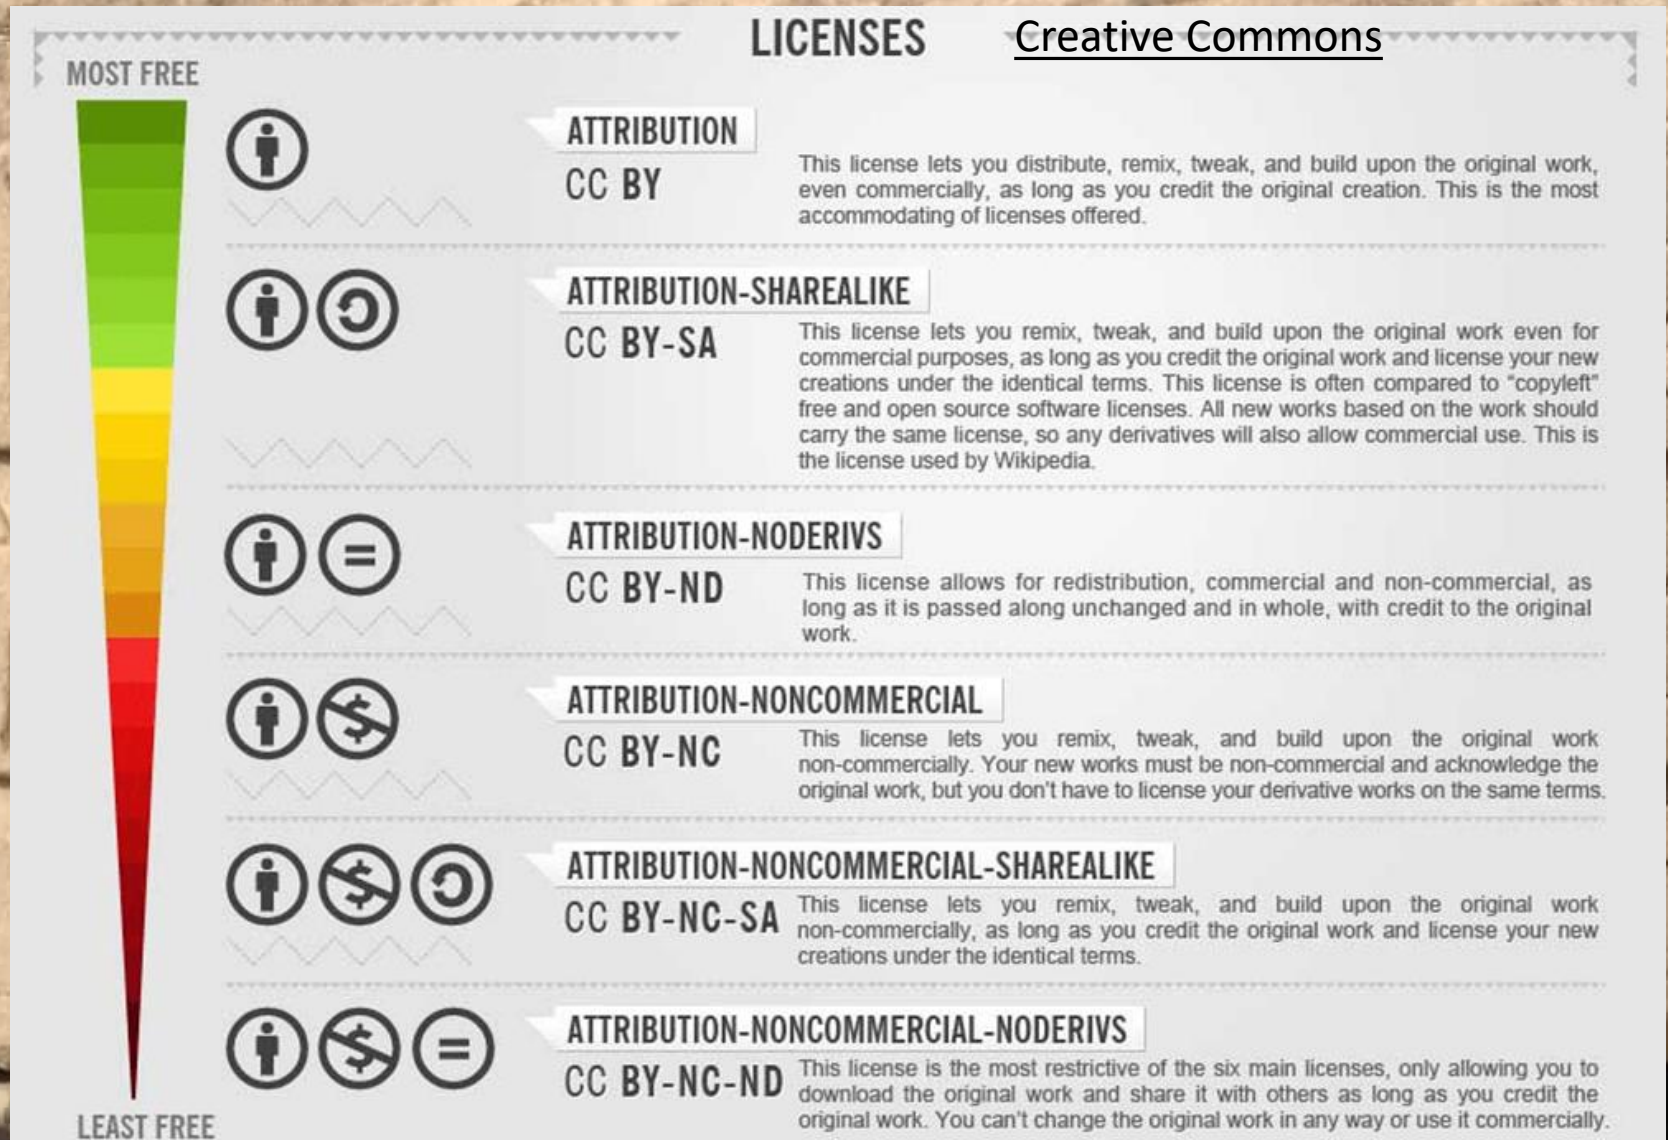 LICENSES
Creative Commons
MOST FREE
ATTRIBUTION
CC BY
This license lets you distribute, remix, tweak, and build upon the original work,
even commercially, as long as you credit the original creation. This is the most
accommodating of licenses offered.
ATTRIBUTION-SHAREALIKE
CC BY-SA
This license lets you remix, tweak, and build upon the original work even for
commercial purposes, as long as you credit the original work and license your new
creations under the identical terms. This license is often compared to "copyleft"
free and open source software licenses. All new works based on the work should
carry the same license, so any derivatives will also allow commercial use. This is
the license used by Wikipedia.
ATTRIBUTION-NODERIVS
CC BY-ND
This license allows for redistribution, commercial and non-commercial, as
long as it is passed along unchanged and in whole, with credit to the original
work.
ATTRIBUTION-NONCOMMERCIAL
CC BY-NC
This license lets you remix, tweak, and build upon the original work
non-commercially. Your new works must be non-commercial and acknowledge the
original work, but you don't have to license your derivative works on the same terms.
ATTRIBUTION-NONCOMMERCIAL-SHAREALIKE
CC BY-NC-SA
This license lets you remix, tweak, and build upon the original work
non-commercially, as long as you credit the original work and license your new
creations under the identical terms.
ATTRIBUTION-NONCOMMERCIAL-NODERIVS
CC BY-NC-ND
This license is the most restrictive of the six main licenses, only allowing you to
download the original work and share it with others as long as you credit the
original work. You can't change the original work in any way or use it commercially.
LEAST FREE